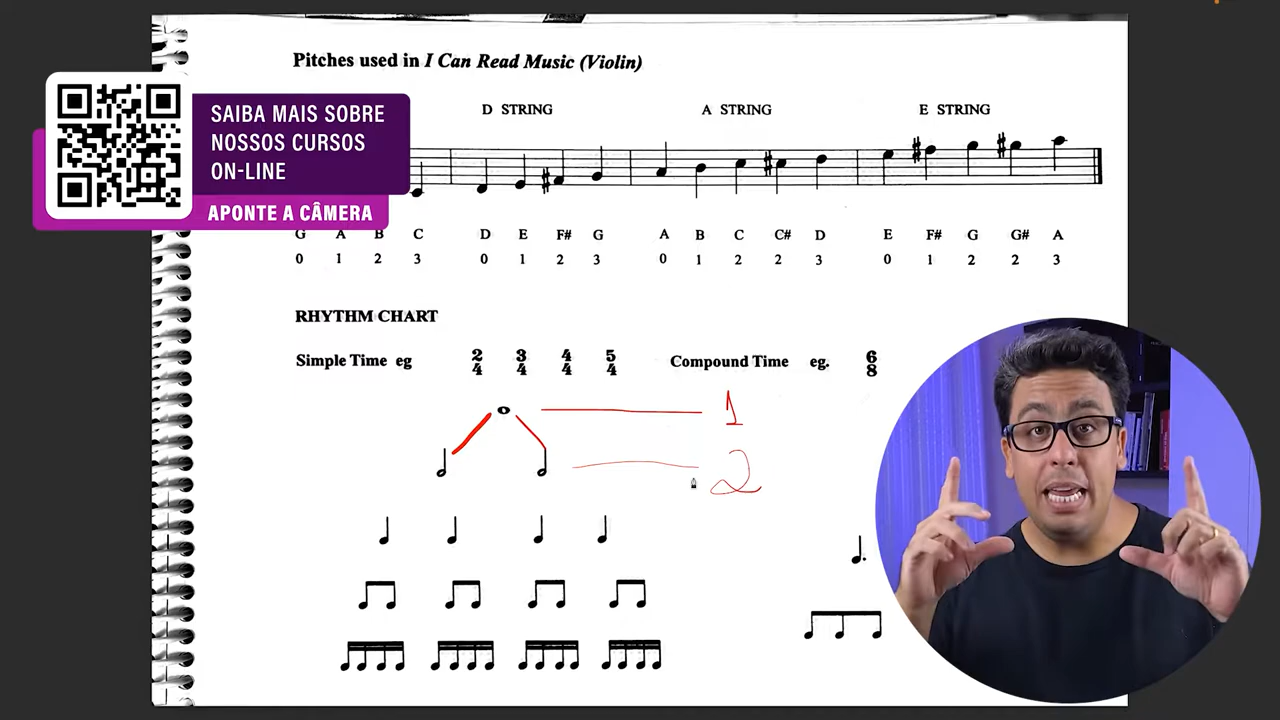 Pitches used in I Can Read Music (Violin)
D STRING A STRING E STRING
SAIBA MAIS SOBRE
NOSSOS CURSOS
ON-LINE
APONTE A CÂMERA
G A B C D E F# G A B C C# D E F# G G# A
0 1 2 3 0 1 2 3 0 1 2 2 3 0 1 2 2 3
RHYTHM CHART
Simple Time eg 2/4 3/4 4/4 5/4 Compound Time eg. 6/8
1
2